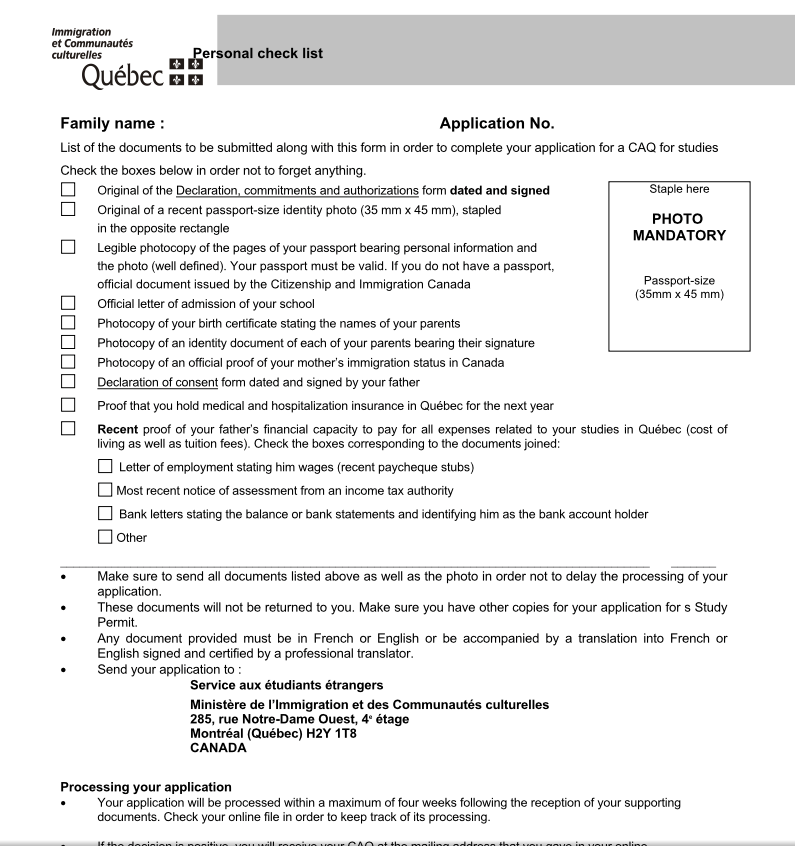 Immigration
et Communautés
culturelles
Québec
Personal check list
Family name :
Application No.
List of the documents to be submitted along with this form in order to complete your application for a CAQ for studies
Check the boxes below in order not to forget anything.
Original of the Declaration, commitments and authorizations form dated and signed
Original of a recent passport-size identity photo (35 mm x 45 mm), stapled
in the opposite rectangle
Legible photocopy of the pages of your passport bearing personal information and
the photo (well defined). Your passport must be valid. If you do not have a passport,
official document issued by the Citizenship and Immigration Canada
Official letter of admission of your school
Photocopy of your birth certificate stating the names of your parents
Photocopy of an identity document of each of your parents bearing their signature
Photocopy of an official proof of your mother's immigration status in Canada
Declaration of consent form dated and signed by your father
Proof that you hold medical and hospitalization insurance in Québec for the next year
Staple here
PHOTO
MANDATORY
Passport-size
(35mm x 45 mm)
Recent proof of your father's financial capacity to pay for all expenses related to your studies in Québec (cost of
living as well as tuition fees). Check the boxes corresponding to the documents joined:
Letter of employment stating him wages (recent paycheque stubs)
Most recent notice of assessment from an income tax authority
Bank letters stating the balance or bank statements and identifying him as the bank account holder
Other
• Make sure to send all documents listed above as well as the photo in order not to delay the processing of your
application.
• These documents will not be returned to you. Make sure you have other copies for your application for s Study
Permit.
• Any document provided must be in French or English or be accompanied by a translation into French or
English signed and certified by a professional translator.
• Send your application to :
Service aux étudiants étrangers
Ministère de l'Immigration et des Communautés culturelles
285, rue Notre-Dame Ouest, 4e étage
Montréal (Québec) H2Y 1T8
CANADA
Processing your application
• Your application will be processed within a maximum of four weeks following the reception of your supporting
documents. Check your online file in order to keep track of its processing.
• If the decision is positive, you will receive your CAQ at the mailing address that you gave in your online